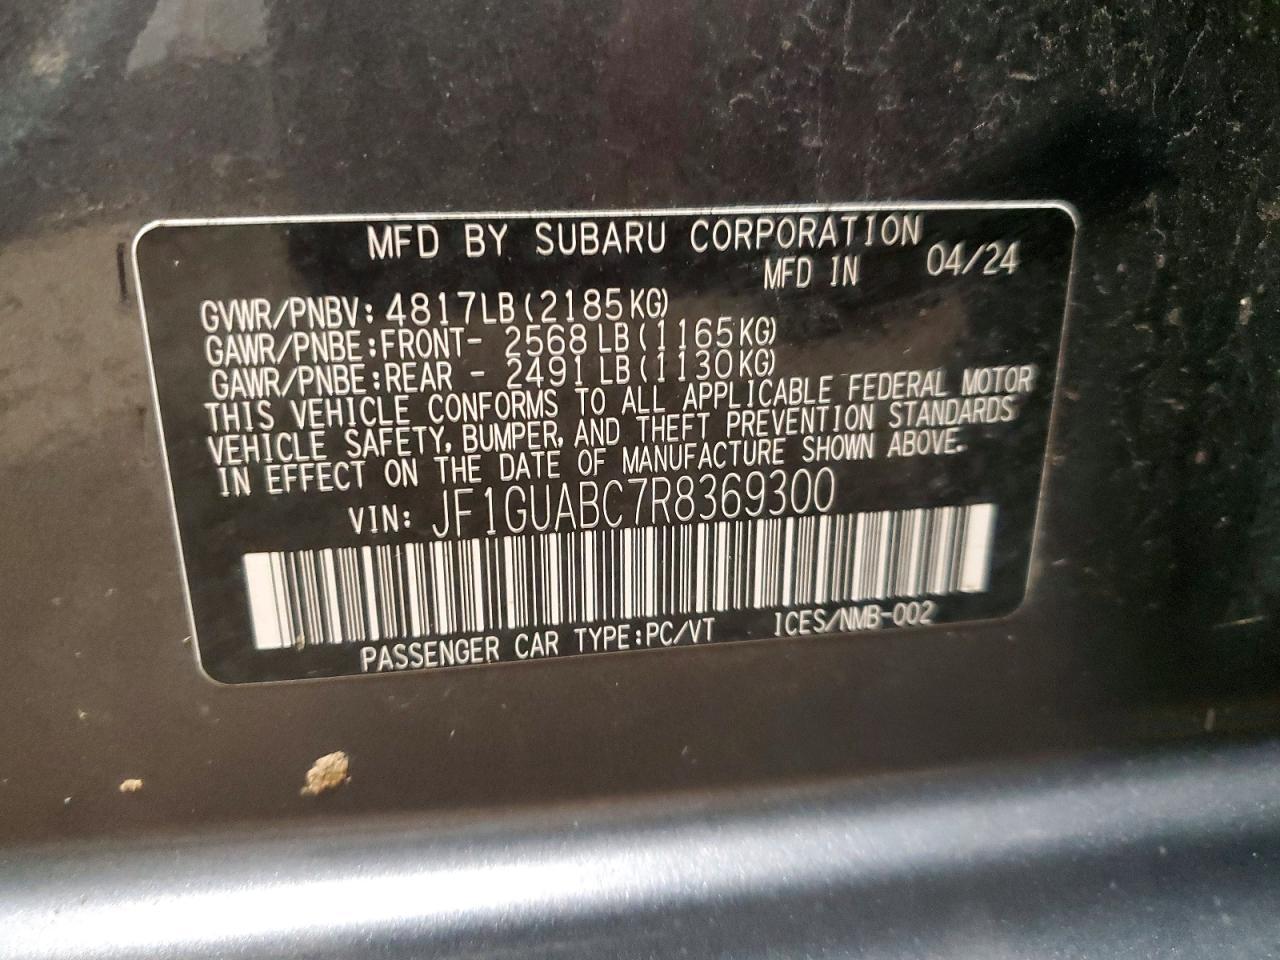 MFD BY SUBARU CORPORATION
MFD IN 04/24
GVWR/PNBV: 4817LB(2185KG)
GAWR/PNBE:FRONT- 2568 LB(1165KG)
GAWR/PNBE:REAR - 2491 LB(1130KG)
THIS VEHICLE CONFORMS TO ALL APPLICABLE FEDERAL MOTOR
VEHICLE SAFETY, BUMPER, AND THEFT PREVENTION STANDARDS
IN EFFECT ON THE DATE OF MANUFACTURE SHOWN ABOVE.
VIN: JF1GUABC7R8369300
PASSENGER CAR TYPE:PC/VT ICES/NMB-002